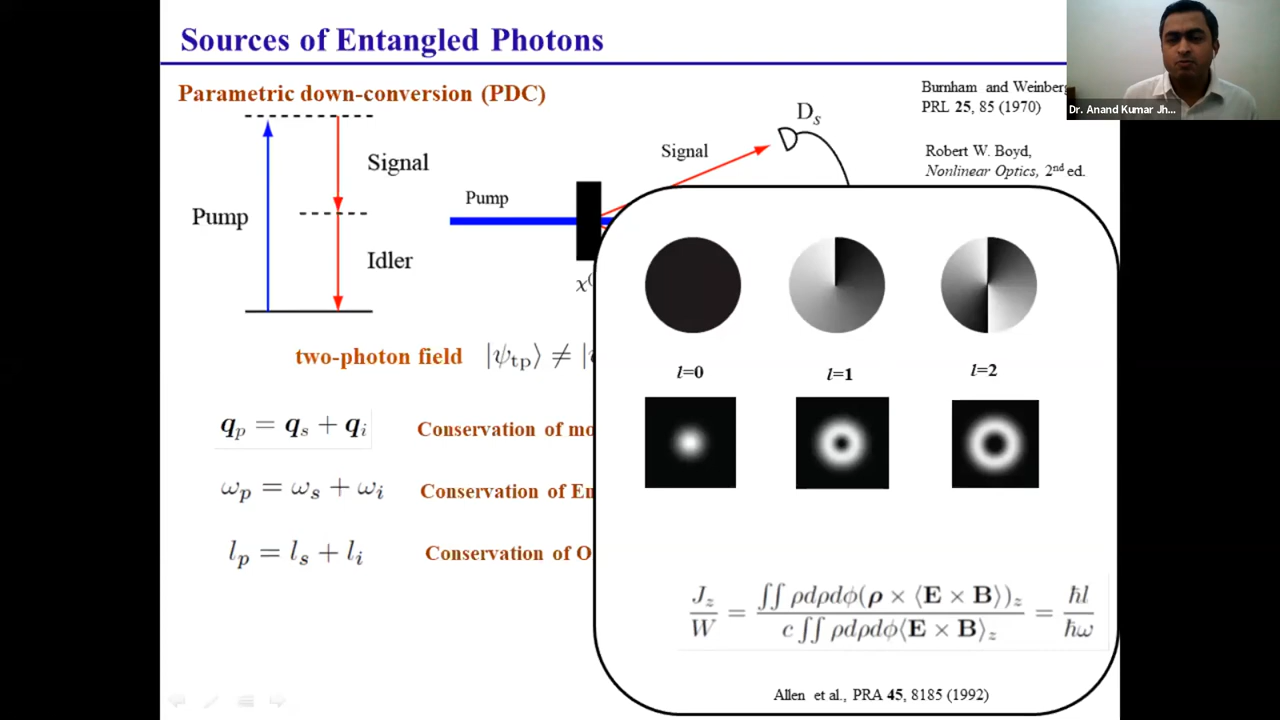 Sources of Entangled Photons
Parametric down-conversion (PDC)
Burnham and Weinberg
PRL 25, 85 (1970)
Dr. Anand Kumar Jh...
Robert W. Boyd,
Nonlinear Optics, 2nd ed.
Pump
Signal
Idler
Pump
Signal
Dₛ
χ⁽
two-photon field |ψ_tp⟩ ≠ |
q_p = q_s + q_i Conservation of mo
ω_p = ω_s + ω_i Conservation of En
l_p = l_s + l_i Conservation of O
l=0 l=1 l=2
J_z/W = ∫∫ ρdρdϕ(ρ × ⟨E × B⟩)_z / c ∫∫ ρdρdϕ⟨E × B⟩_z = ħl/ħω
Allen et al., PRA 45, 8185 (1992)